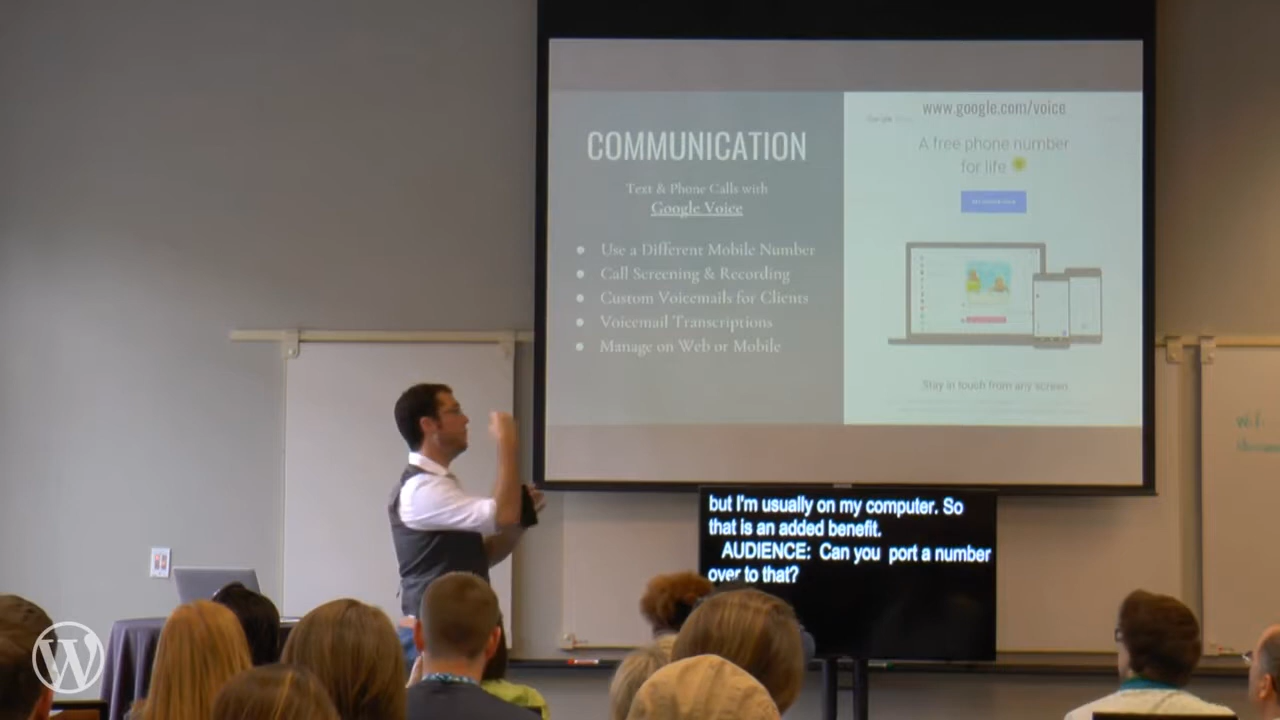 www.google.com/voice
COMMUNICATION
A free phone number
for life
Text & Phone Calls with
Google Voice
● Use a Different Mobile Number
● Call Screening & Recording
● Custom Voicemails for Clients
● Voicemail Transcriptions
● Manage on Web or Mobile
Stay in touch from any screen
but I'm usually on my computer. So
that is an added benefit.
AUDIENCE: Can you port a number
over to that?
W